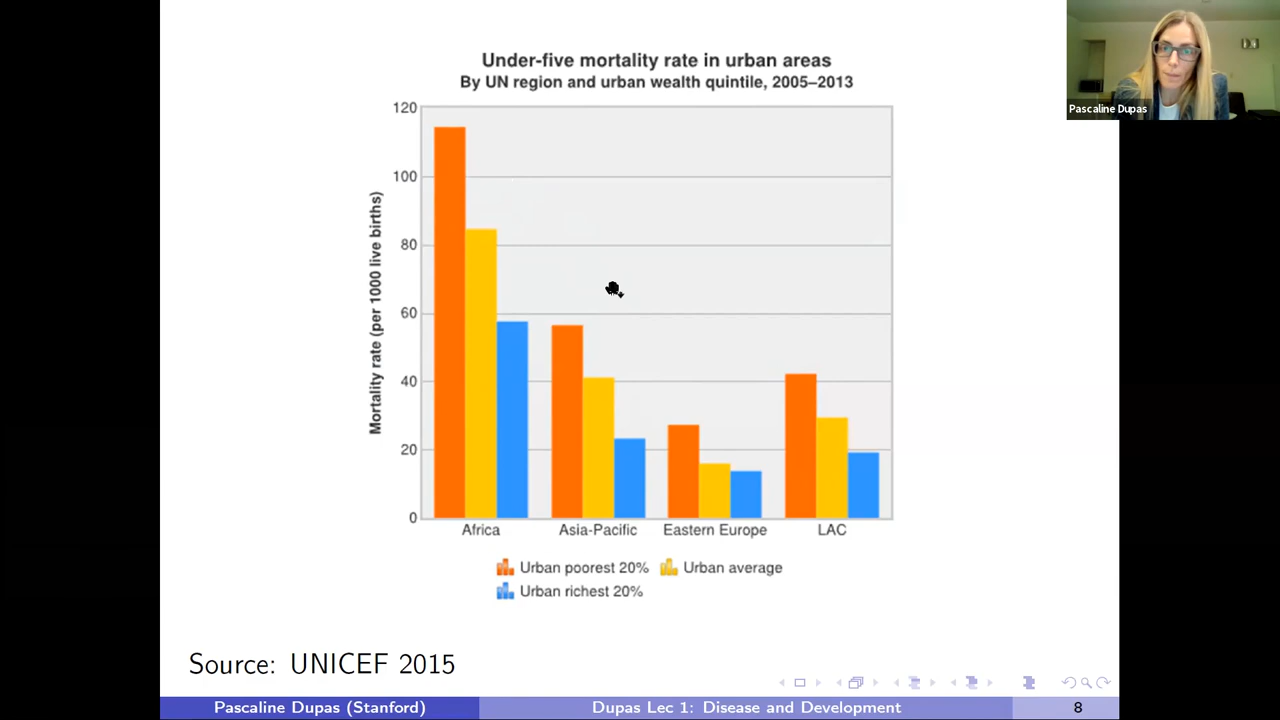 Pascaline Dupas
Under-five mortality rate in urban areas
By UN region and urban wealth quintile, 2005–2013
Mortality rate (per 1000 live births)
120
100
80
60
40
20
0
Africa Asia-Pacific Eastern Europe LAC
Urban poorest 20% Urban average
Urban richest 20%
Source: UNICEF 2015
Pascaline Dupas (Stanford) Dupas Lec 1: Disease and Development 8